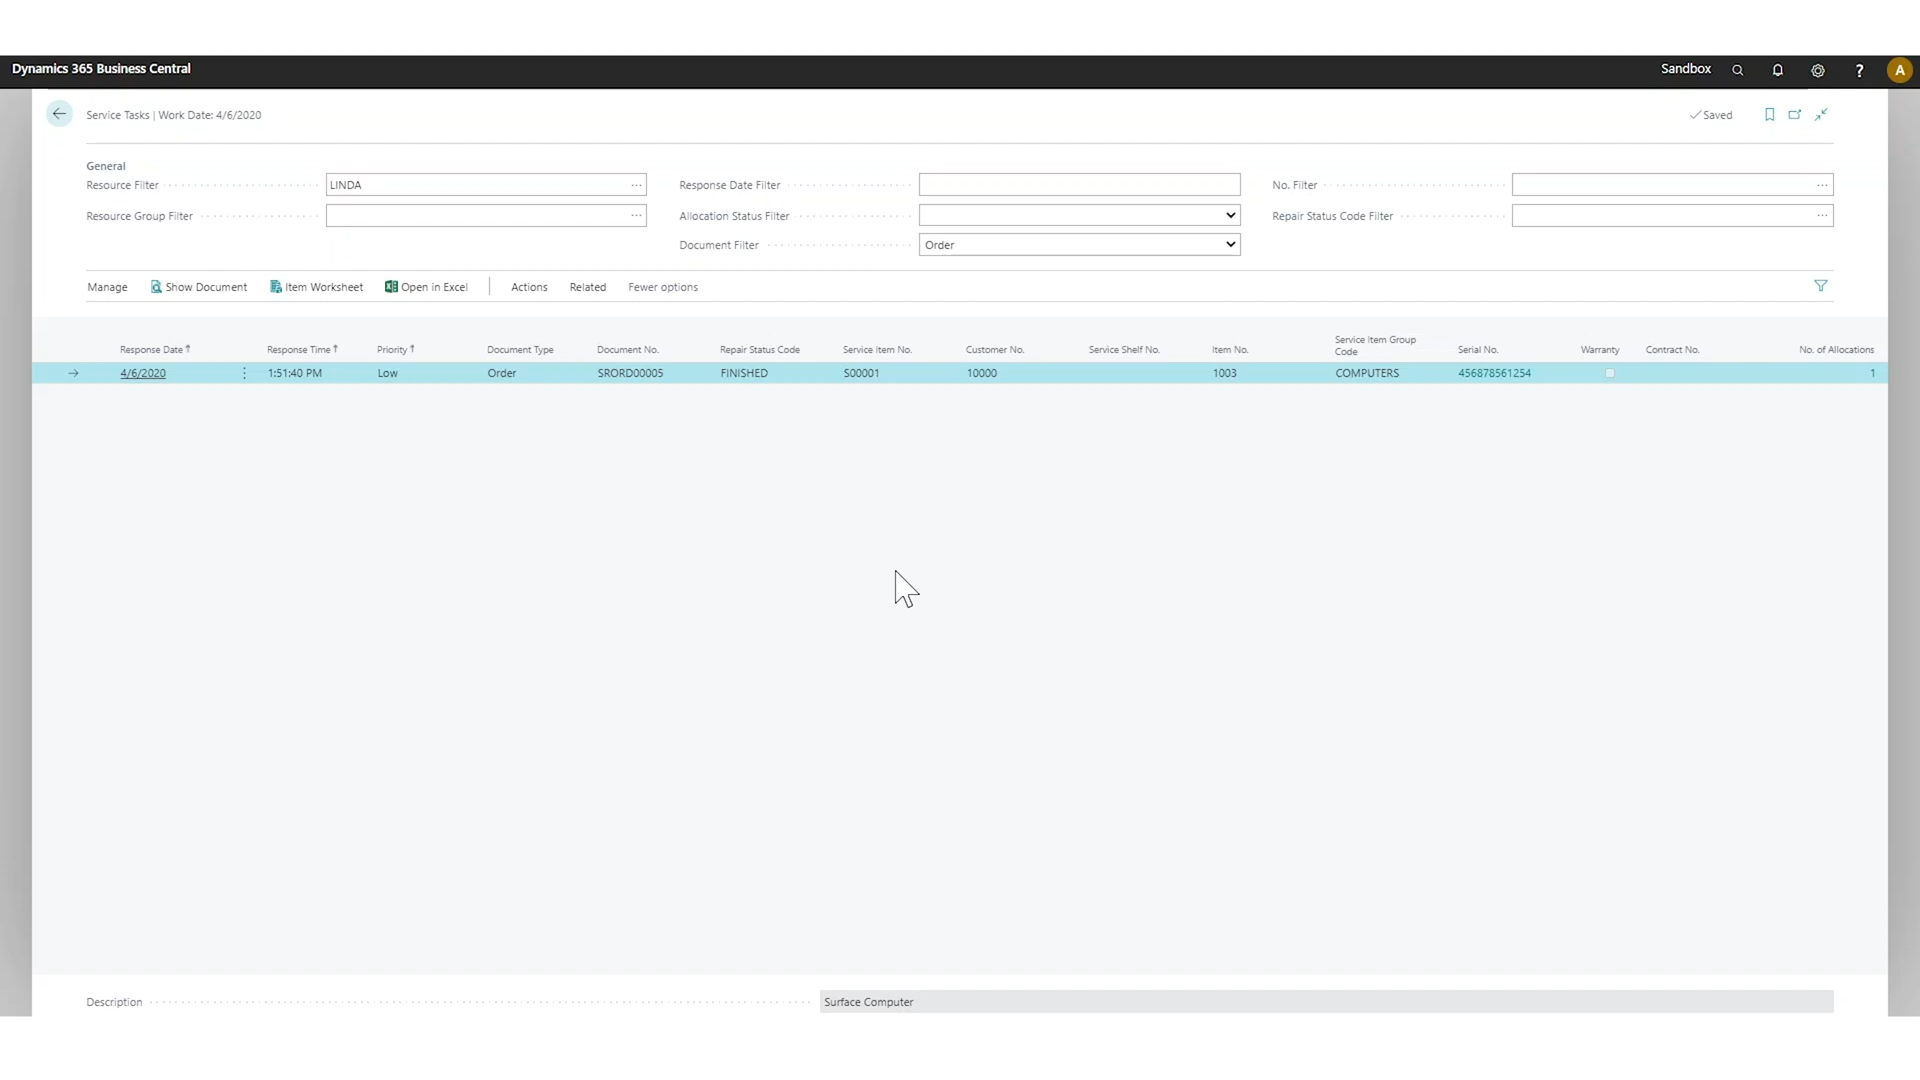 Dynamics 365 Business Central
Sandbox
?
A
Service Tasks | Work Date: 4/6/2020
Saved
General
Resource Filter
LINDA
Response Date Filter
No. Filter
Resource Group Filter
Allocation Status Filter
Repair Status Code Filter
Document Filter
Order
Manage
Show Document
Item Worksheet
Open in Excel
Actions
Related
Fewer options
Response Date ↑
Response Time ↑
Priority ↑
Document Type
Document No.
Repair Status Code
Service Item No.
Customer No.
Service Shelf No.
Item No.
Service Item Group
Code
Serial No.
Warranty
Contract No.
No. of Allocations
4/6/2020
1:51:40 PM
Low
Order
SRORD00005
FINISHED
S00001
10000
1003
COMPUTERS
456878561254
1
Description
Surface Computer